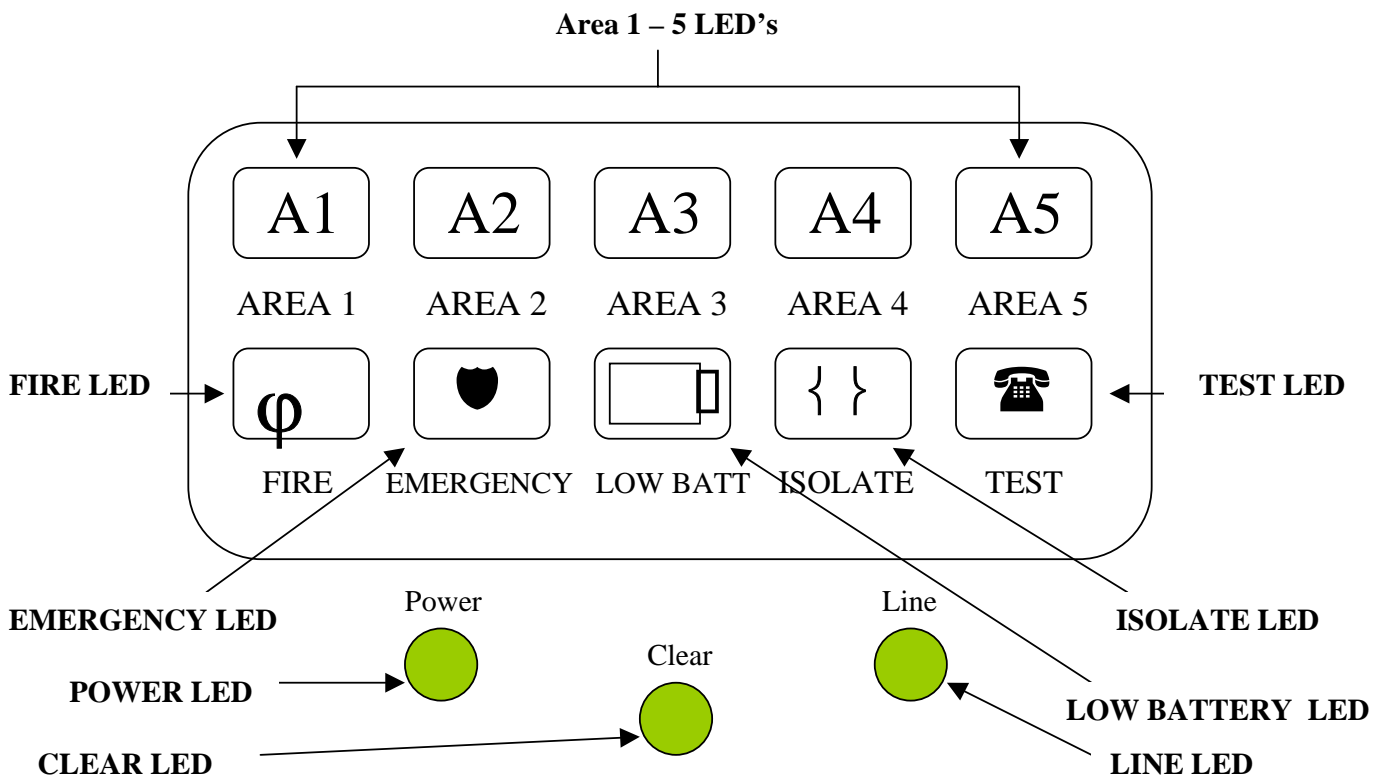 Area 1 – 5 LED’s
A1 A2 A3 A4 A5
AREA 1 AREA 2 AREA 3 AREA 4 AREA 5
FIRE LED φ { } TEST LED
FIRE EMERGENCY LOW BATT ISOLATE TEST
Power Line
EMERGENCY LED ISOLATE LED
Clear
POWER LED LOW BATTERY LED
CLEAR LED LINE LED